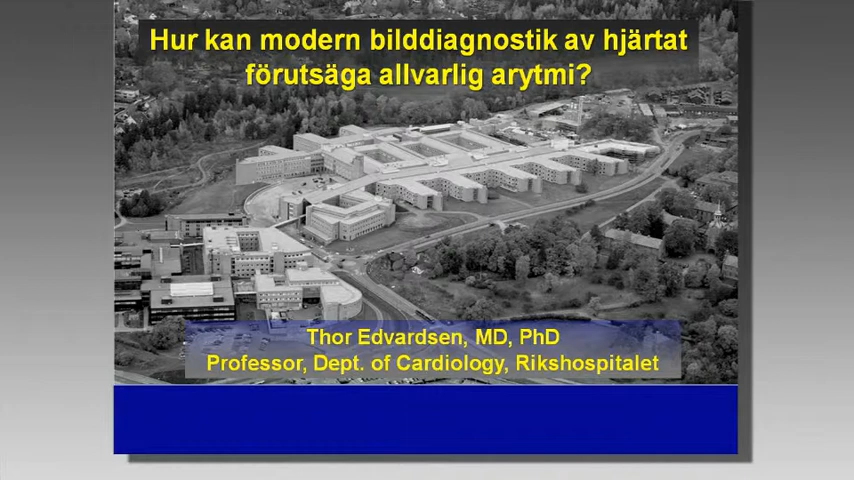 Hur kan modern bilddiagnostik av hjärtat
förutsäga allvarlig arytmi?
Thor Edvardsen, MD, PhD
Professor, Dept. of Cardiology, Rikshospitalet